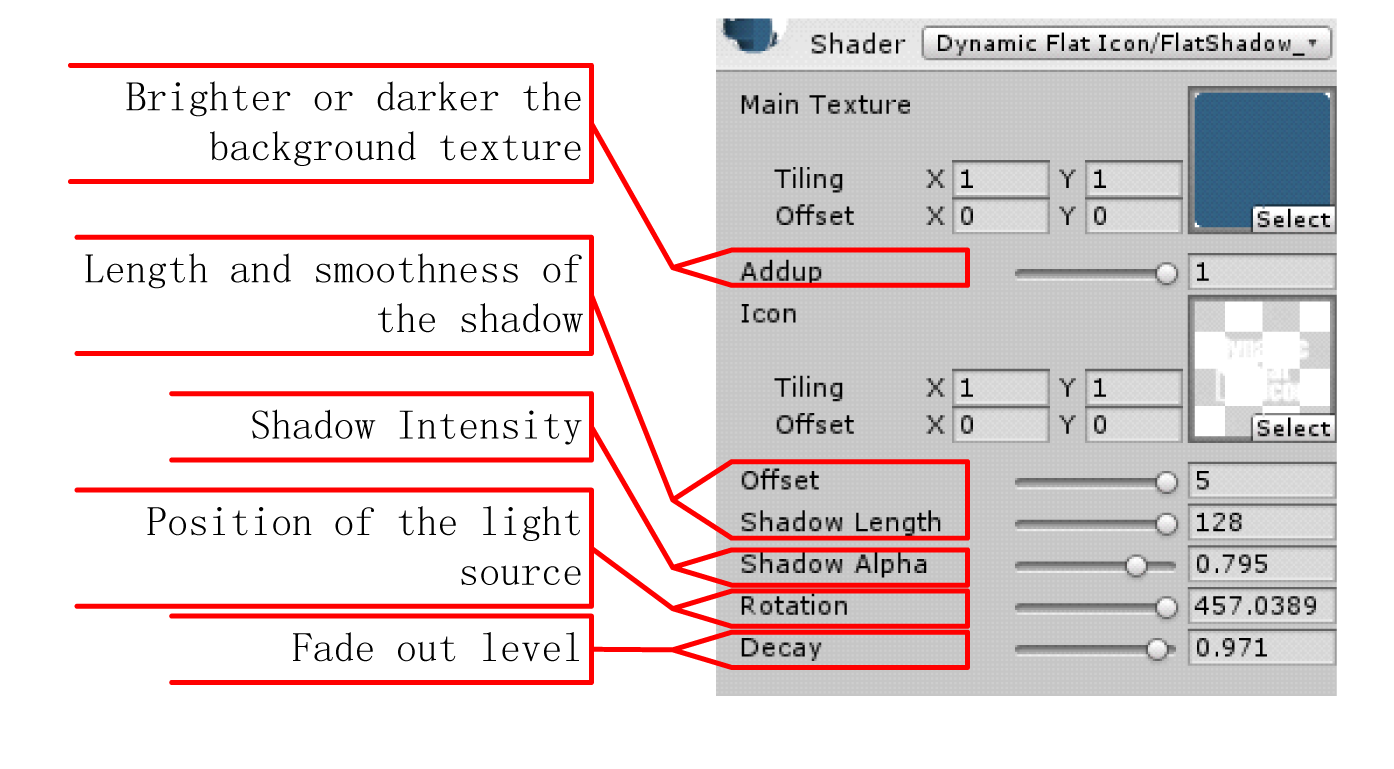 Brighter or darker the
background texture
Length and smoothness of
the shadow
Shadow Intensity
Position of the light
source
Fade out level
Shader Dynamic Flat Icon/FlatShadow_
Main Texture
Tiling X 1 Y 1
Offset X 0 Y 0
Select
Addup 1
Icon
Tiling X 1 Y 1
Offset X 0 Y 0
Select
Offset 5
Shadow Length 128
Shadow Alpha 0.795
Rotation 457.0389
Decay 0.971